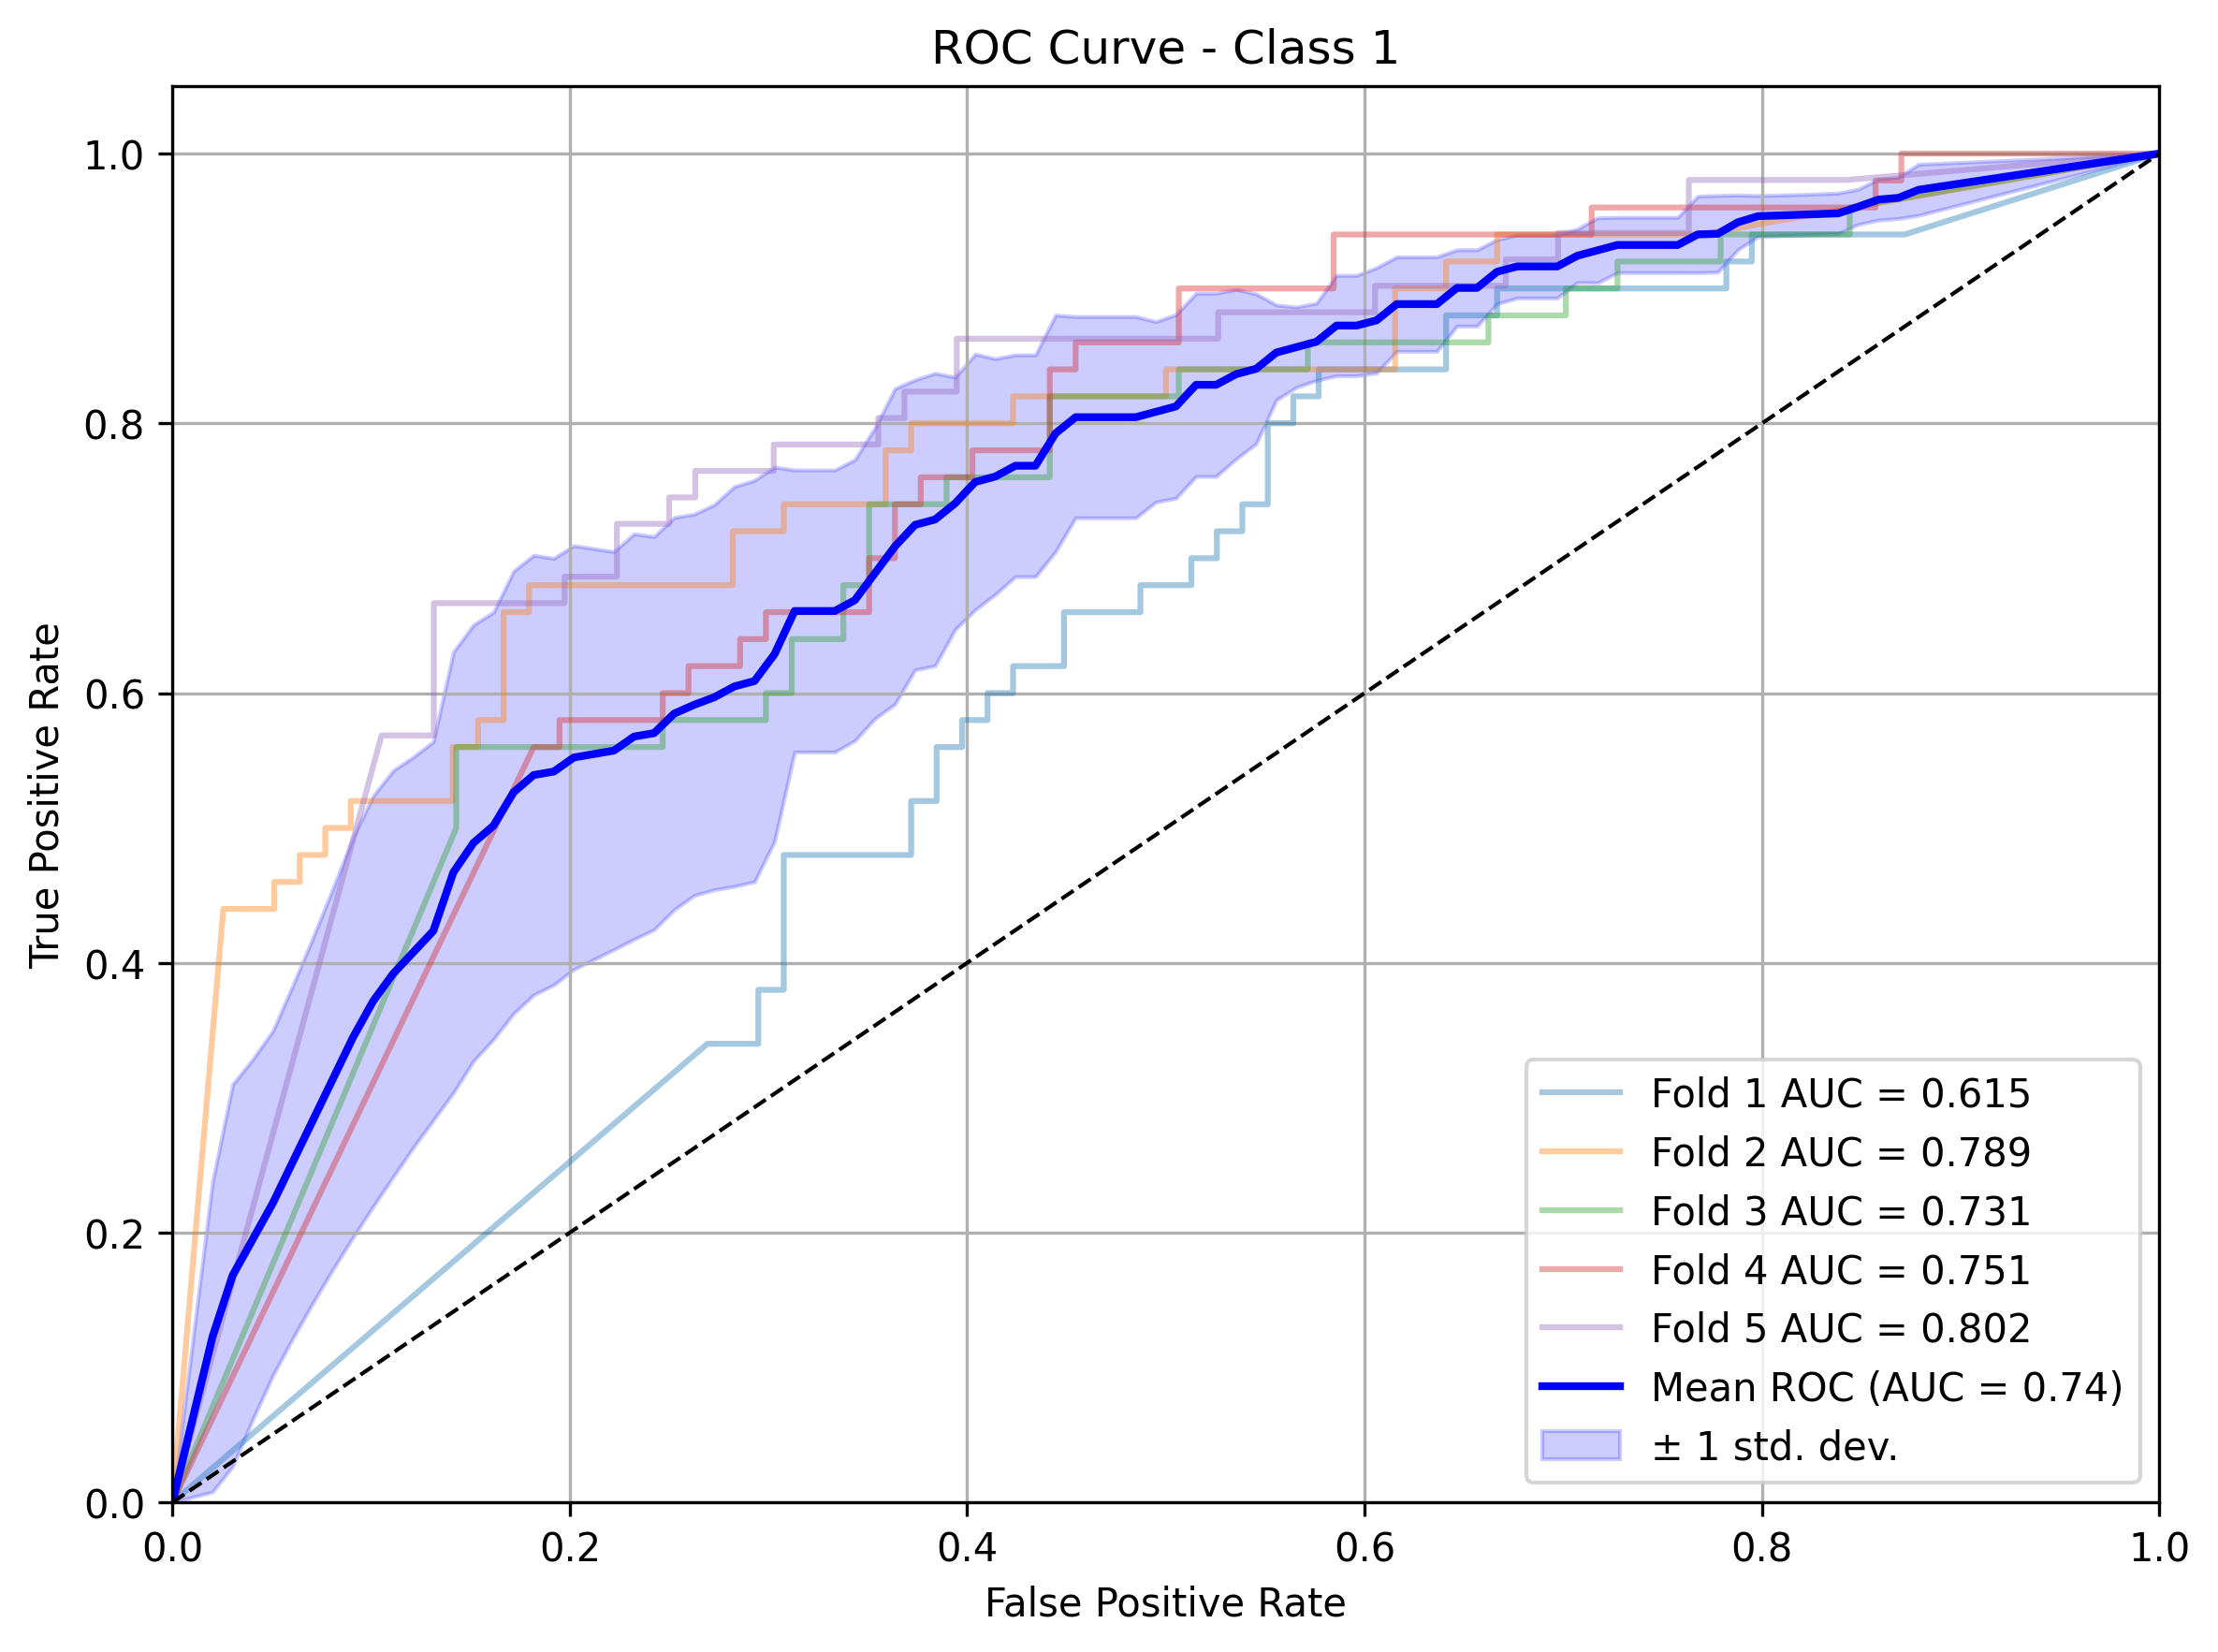 ROC Curve - Class 1
True Positive Rate
1.0
0.8
0.6
0.4
0.2
0.0
0.0 0.2 0.4 0.6 0.8 1.0
False Positive Rate
Fold 1 AUC = 0.615
Fold 2 AUC = 0.789
Fold 3 AUC = 0.731
Fold 4 AUC = 0.751
Fold 5 AUC = 0.802
Mean ROC (AUC = 0.74)
± 1 std. dev.